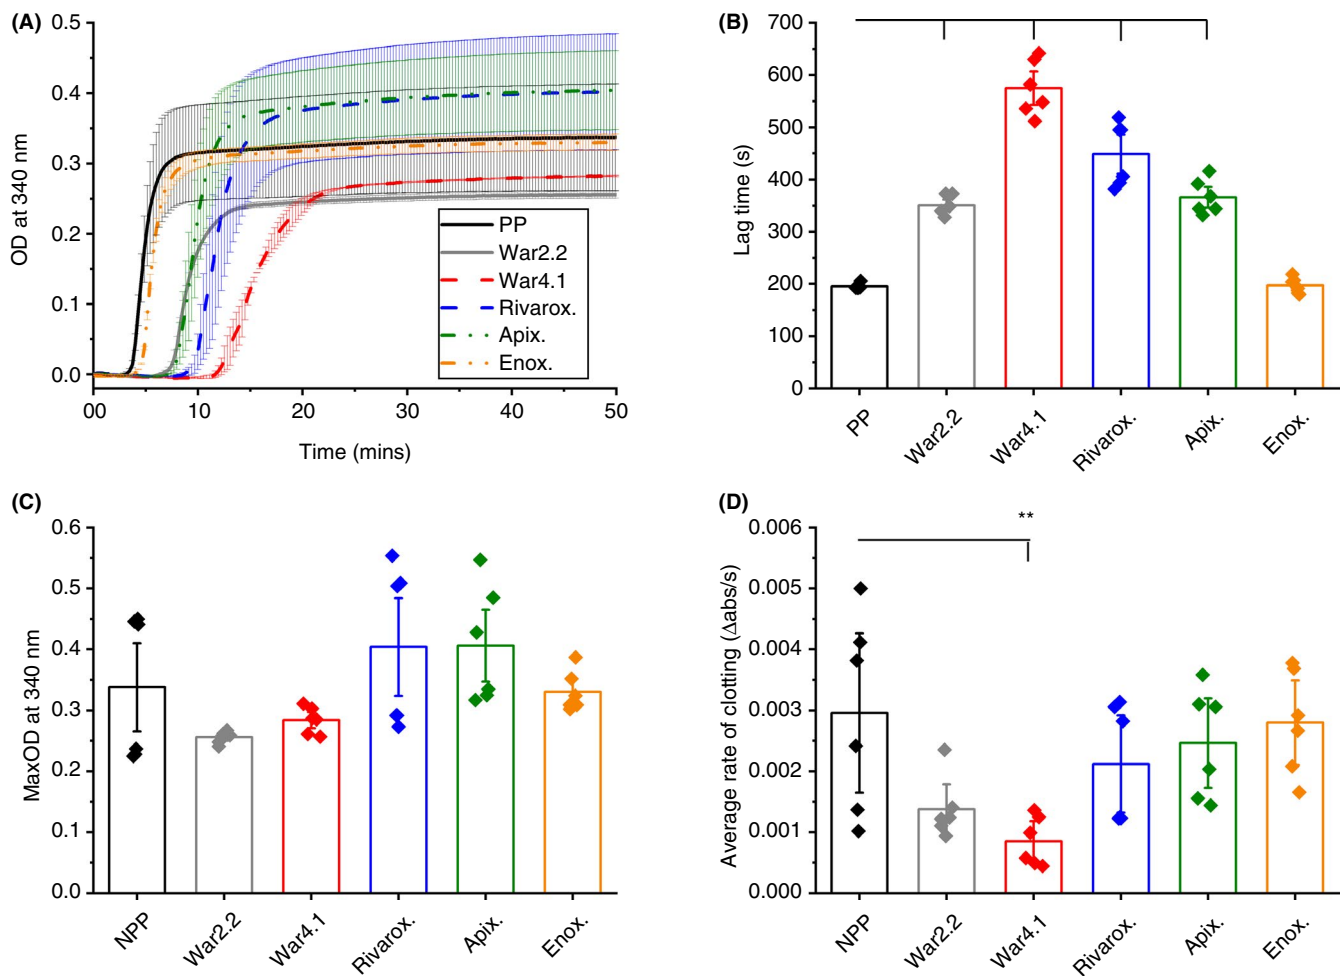 (A)
0.5
0.4
0.3
0.2
0.1
0.0
OD at 340 nm
00 10 20 30 40 50
Time (mins)
PP
War2.2
War4.1
Rivarox.
Apix.
Enox.
(B)
700
600
500
400
300
200
100
0
Lag time (s)
PP War2.2 War4.1 Rivarox. Apix. Enox.
(C)
0.6
0.5
0.4
0.3
0.2
0.1
0.0
MaxOD at 340 nm
NPP War2.2 War4.1 Rivarox. Apix. Enox.
(D)
0.006
0.005
0.004
0.003
0.002
0.001
0.000
Average rate of clotting (Δabs/s)
**
NPP War2.2 War4.1 Rivarox. Apix. Enox.